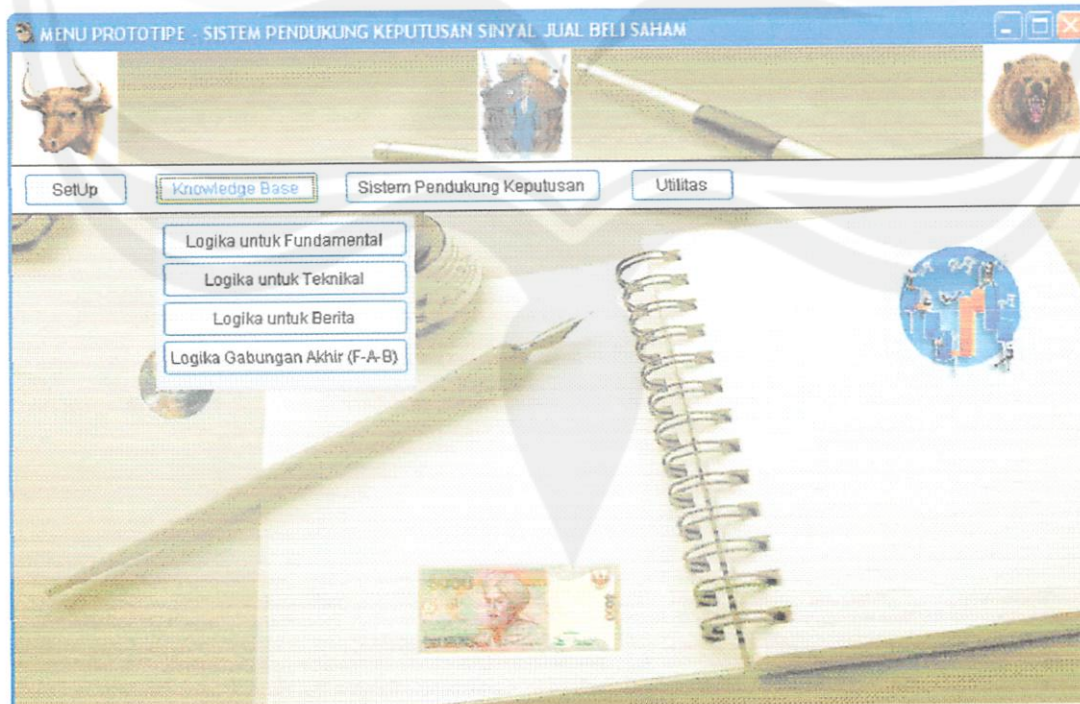 MENU PROTOTIPE - SISTEM PENDUKUNG KEPUTUSAN SINYAL JUAL BELI SAHAM
SetUp
Knowledge Base
Sistem Pendukung Keputusan
Utilitas
Logika untuk Fundamental
Logika untuk Teknikal
Logika untuk Berita
Logika Gabungan Akhir (F-A-B)